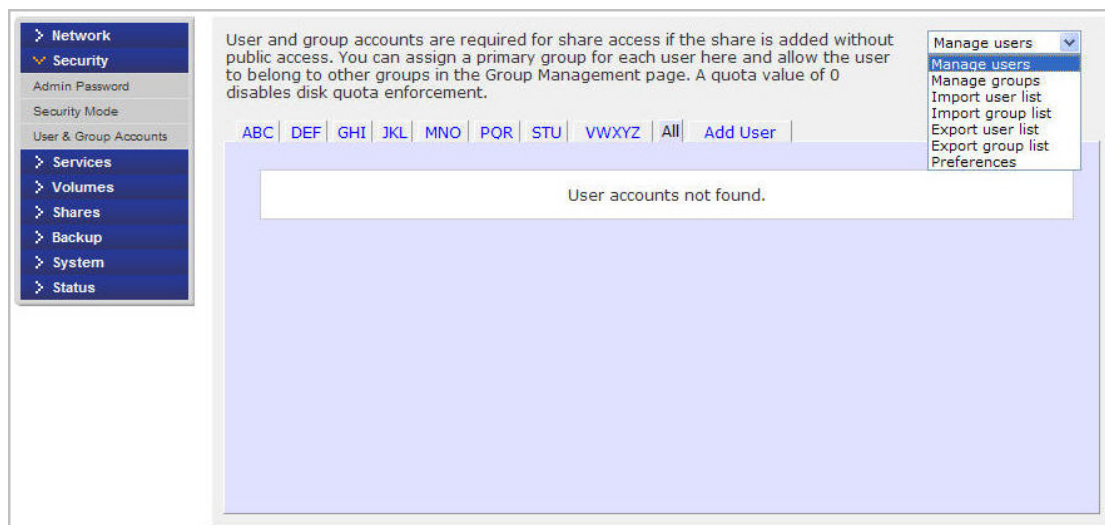 Network
Security
Admin Password
Security Mode
User & Group Accounts
Services
Volumes
Shares
Backup
System
Status
User and group accounts are required for share access if the share is added without
public access. You can assign a primary group for each user here and allow the user
to belong to other groups in the Group Management page. A quota value of 0
disables disk quota enforcement.
Manage users
Manage users
Manage groups
Import user list
Import group list
Export user list
Export group list
Preferences
ABC DEF GHI JKL MNO PQR STU VWXYZ All Add User
User accounts not found.